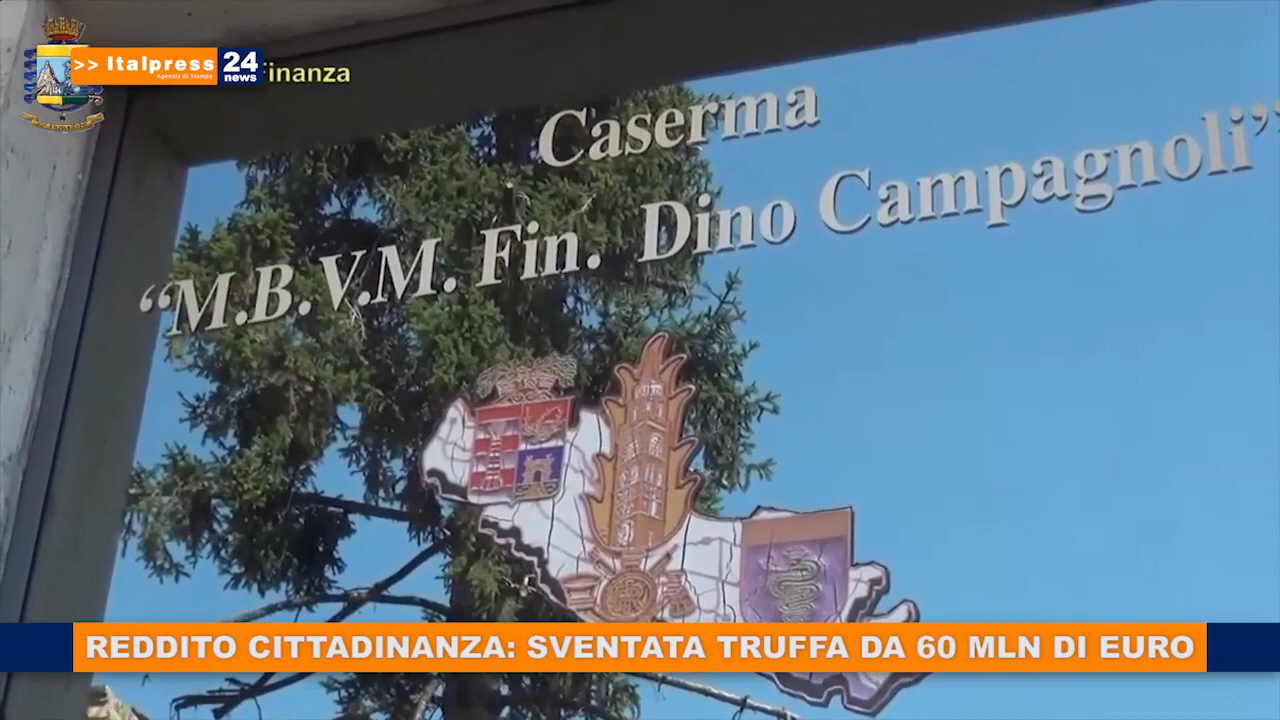 >> Italpress
Agenzia di Stampa
24
news
Finanza
Caserma
“M.B.V.M. Fin. Dino Campagnoli”
REDDITO CITTADINANZA: SVENTATA TRUFFA DA 60 MLN DI EURO